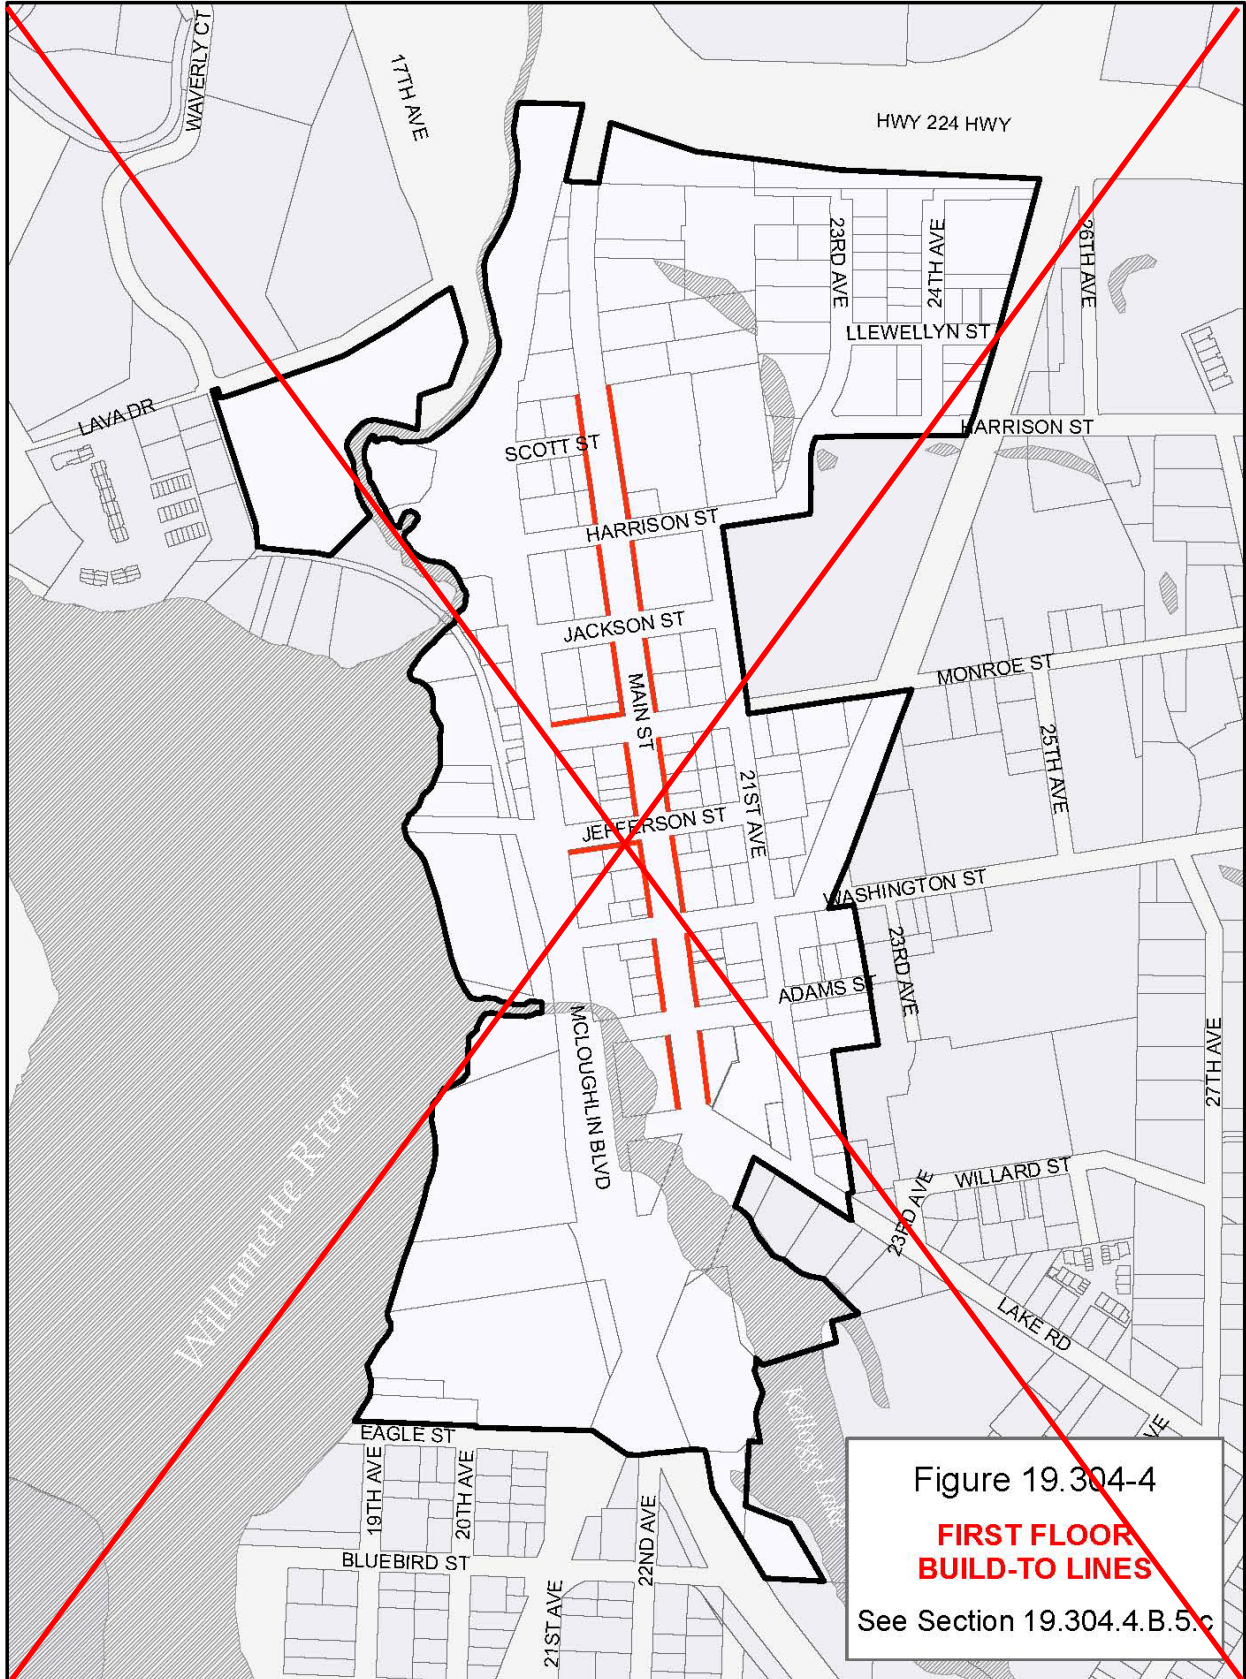 WAVERLY CT
17TH AVE
HWY 224 HWY
23RD AVE
24TH AVE
26TH AVE
LLEWELLYN ST
LAVA DR
SCOTT ST
HARRISON ST
HARRISON ST
JACKSON ST
MAIN ST
MONROE ST
25TH AVE
21ST AVE
JEFFERSON ST
WASHINGTON ST
23RD AVE
ADAMS ST
MCLOUGHLIN BLVD
27TH AVE
Willamette River
WILLARD ST
23RD AVE
LAKE RD
Kellogg Lake
AVE
EAGLE ST
19TH AVE
20TH AVE
22ND AVE
BLUEBIRD ST
21ST AVE
Figure 19.304-4
FIRST FLOOR
BUILD-TO LINES
See Section 19.304.4.B.5.c